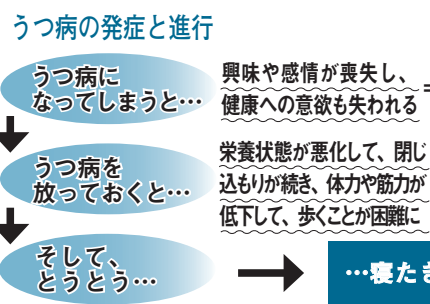 うつ病の発症と進行
うつ病に
なってしまうと…
興味や感情が喪失し、
健康への意欲も失われる
うつ病を
放っておくと…
栄養状態が悪化して、閉じ
込もりが続き、体力や筋力が
低下して、歩くことが困難に
そして、
とうとう…
…寝たき